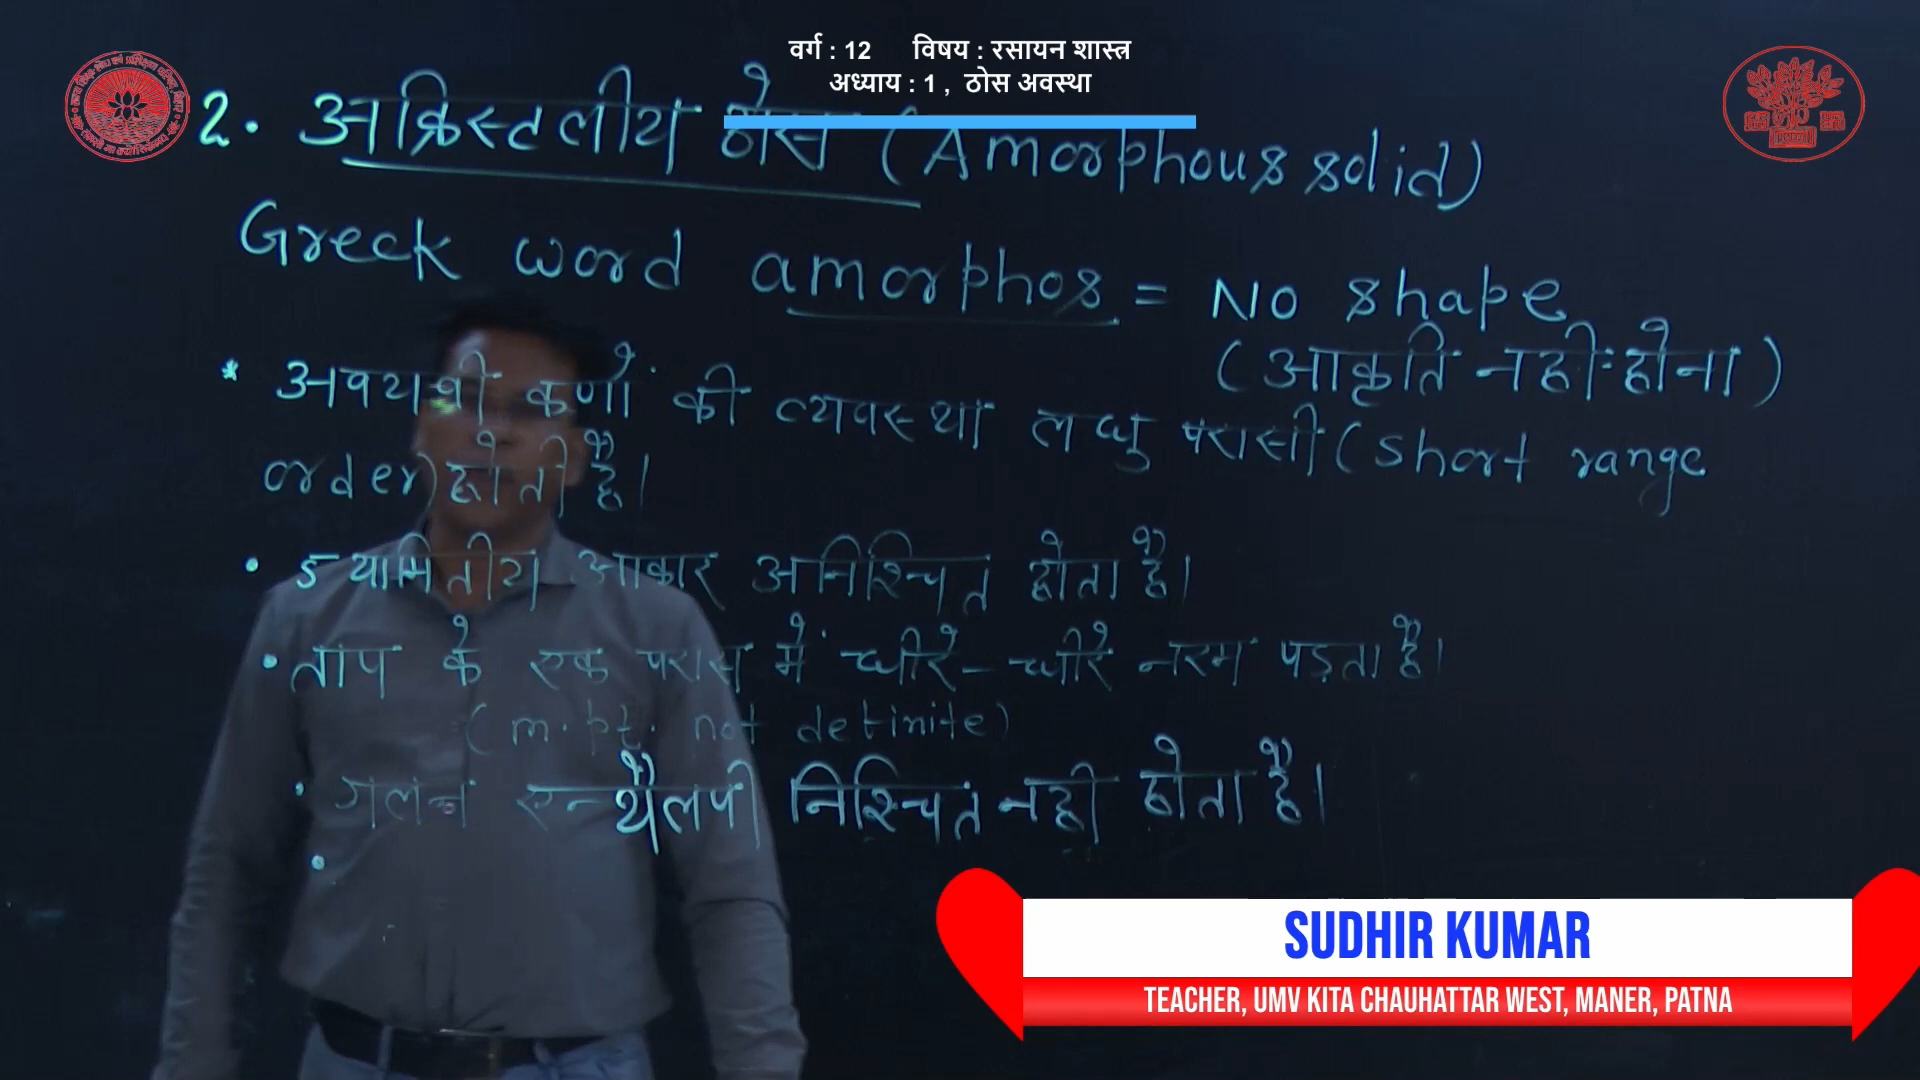 वर्ग : 12 विषय : रसायन शास्त्र
अध्याय : 1 , ठोस अवस्था
2. अक्रिस्टलीय ठोस (Amorphous solid)
Greek word amorphos = No shape
(आकृति नहीं होना)
* अवयवी कणों की व्यवस्था लघु परासी (short range
order) होती है।
• ज्यामितीय आकार अनिश्चित होता है।
• ताप के एक परास में धीरे-धीरे नरम पड़ता है।
(m.pt. not definite)
• गलन एन्थैलपी निश्चित नही होता है।
•
SUDHIR KUMAR
TEACHER, UMV KITA CHAUHATTAR WEST, MANER, PATNA